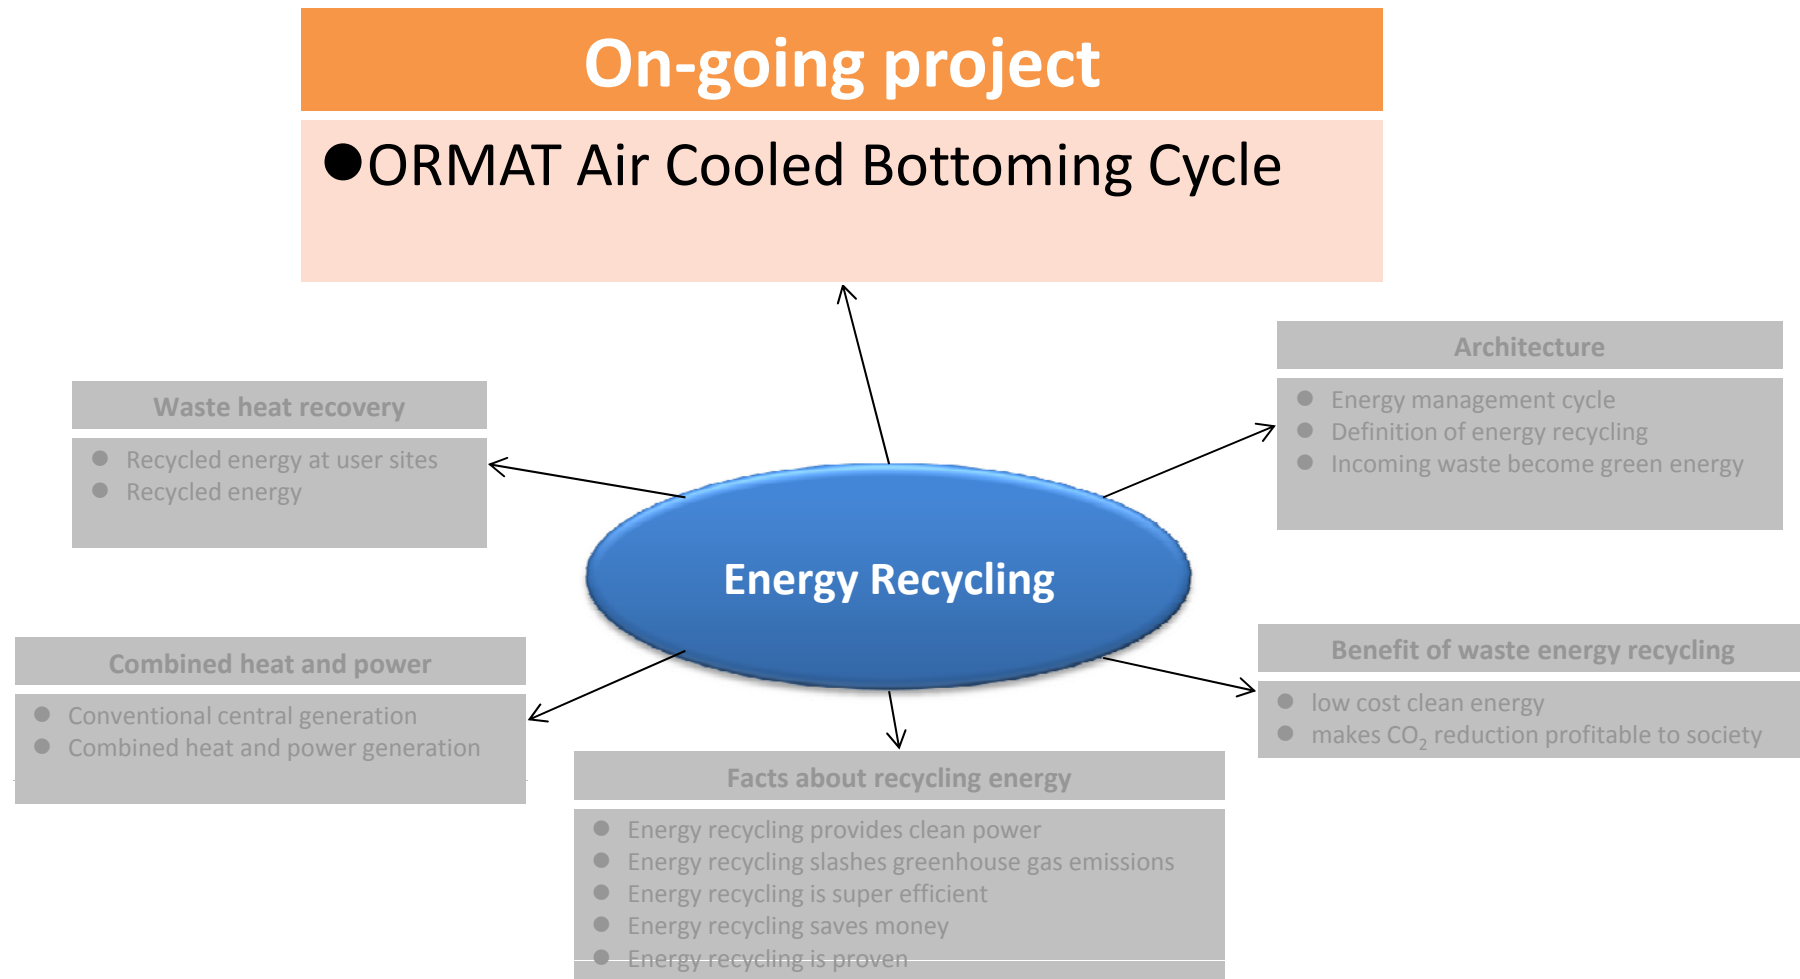 On-going project
●ORMAT Air Cooled Bottoming Cycle
Architecture
● Energy management cycle
● Definition of energy recycling
● Incoming waste become green energy
Waste heat recovery
● Recycled energy at user sites
● Recycled energy
Energy Recycling
Combined heat and power
● Conventional central generation
● Combined heat and power generation
Benefit of waste energy recycling
● low cost clean energy
● makes CO₂ reduction profitable to society
Facts about recycling energy
● Energy recycling provides clean power
● Energy recycling slashes greenhouse gas emissions
● Energy recycling is super efficient
● Energy recycling saves money
● Energy recycling is proven